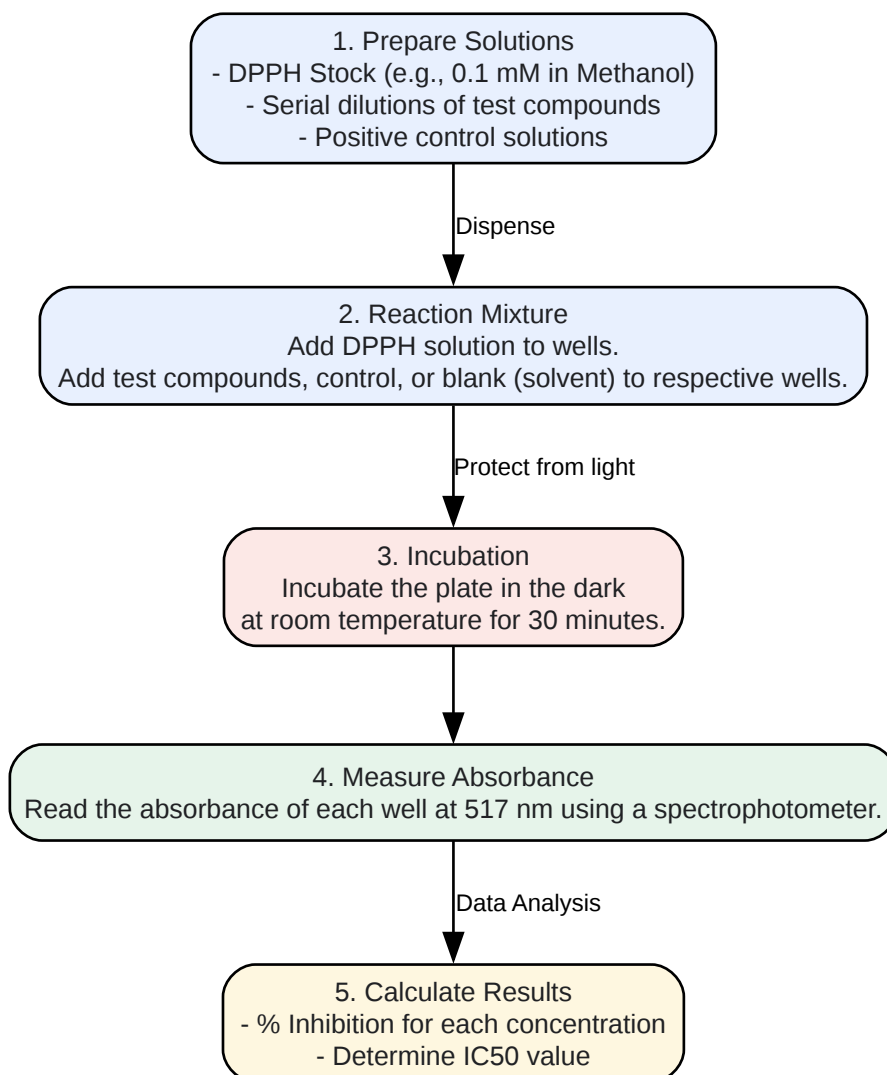 1. Prepare Solutions
- DPPH Stock (e.g., 0.1 mM in Methanol)
- Serial dilutions of test compounds
- Positive control solutions
Dispense
2. Reaction Mixture
Add DPPH solution to wells.
Add test compounds, control, or blank (solvent) to respective wells.
Protect from light
3. Incubation
Incubate the plate in the dark
at room temperature for 30 minutes.
4. Measure Absorbance
Read the absorbance of each well at 517 nm using a spectrophotometer.
Data Analysis
5. Calculate Results
- % Inhibition for each concentration
- Determine IC50 value